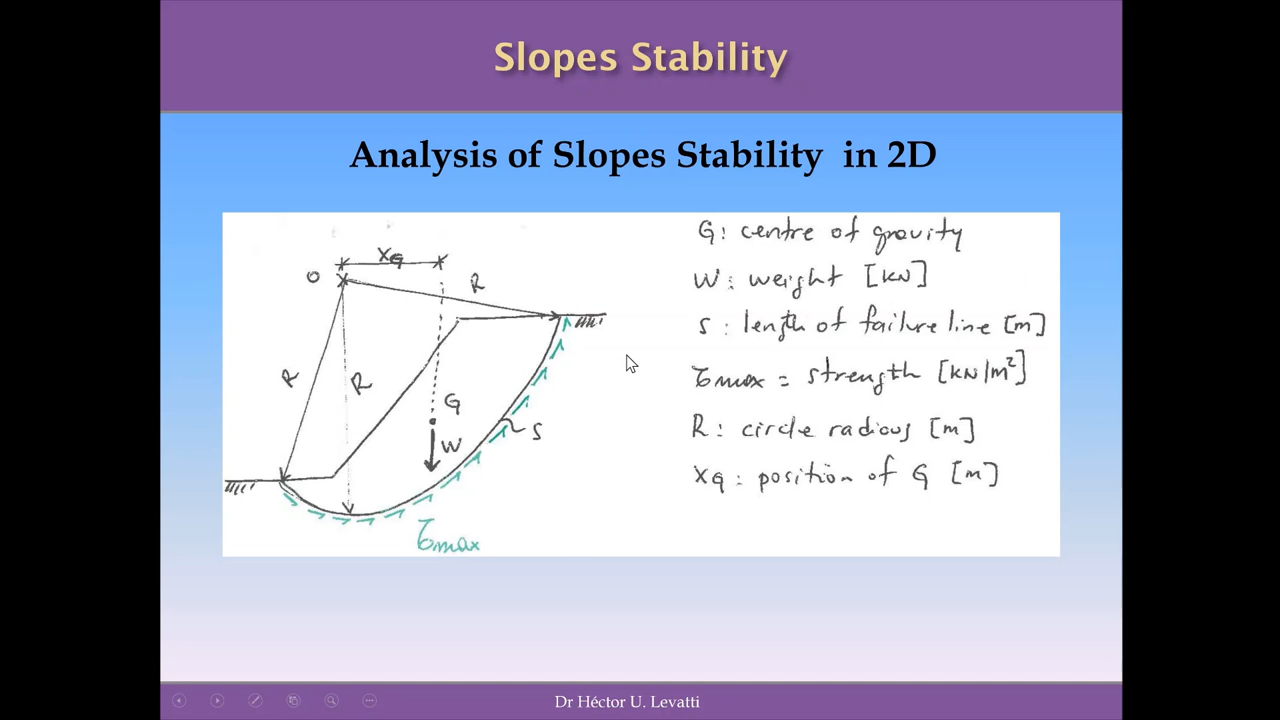 Slopes Stability
Analysis of Slopes Stability in 2D
XG
O
R
R
R
G
W
S
τmax
G: centre of gravity
W: weight [kN]
S: length of failure line [m]
τmax = strength [kN/m²]
R: circle radious [m]
XG: position of G [m]
Dr Héctor U. Levatti